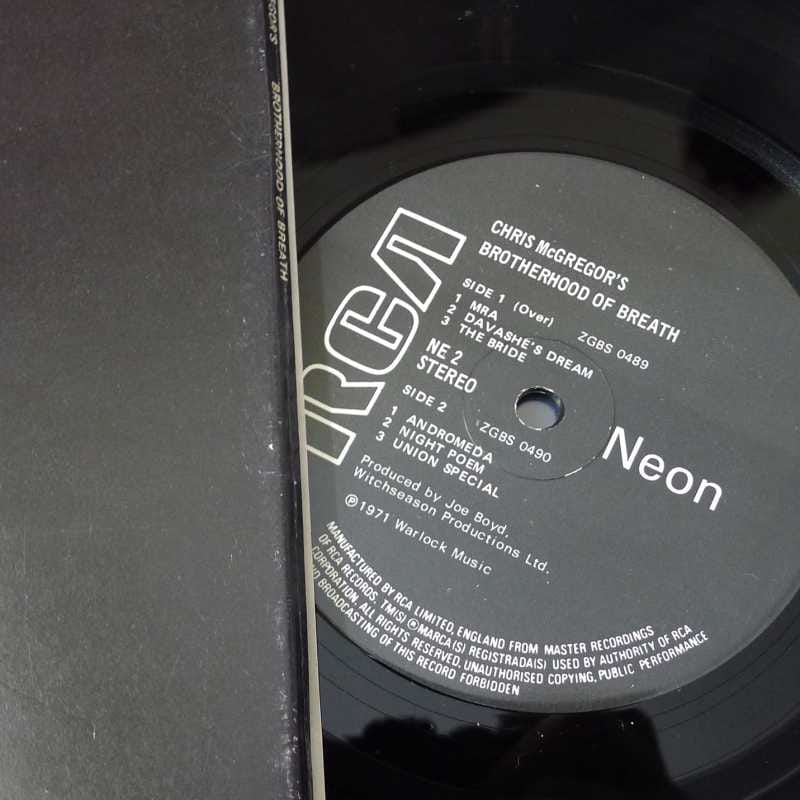 BROTHERHOOD OF BREATH
RCA
CHRIS McGREGOR'S
BROTHERHOOD OF BREATH
SIDE 1 (Over) ZGBS 0489
1 MRA
2 DAVASHE'S DREAM
3 THE BRIDE
NE 2
STEREO
SIDE 2
ZGBS 0490
1 ANDROMEDA
2 NIGHT POEM
3 UNION SPECIAL
Neon
Produced by Joe Boyd,
Witchseason Productions Ltd.
℗1971 Warlock Music
MANUFACTURED BY RCA LIMITED, ENGLAND FROM MASTER RECORDINGS
OF RCA RECORDS, TM(S) ® MARCA(S) REGISTRADA(S) USED BY AUTHORITY OF RCA
CORPORATION, ALL RIGHTS RESERVED, UNAUTHORISED COPYING, PUBLIC PERFORMANCE
BROADCASTING OF THIS RECORD FORBIDDEN